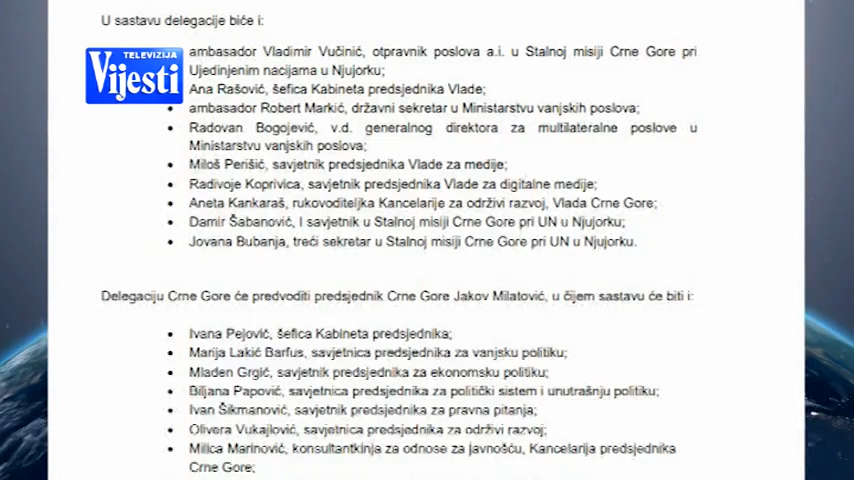 U sastavu delegacije biće i:
TELEVIZIJA
Vijesti
ambasador Vladimir Vučinić, otpravnik poslova a.i. u Stalnoj misiji Crne Gore pri
Ujedinjenim nacijama u Njujorku;
Ana Rašović, šefica Kabineta predsjednika Vlade;
• ambasador Robert Markić, državni sekretar u Ministarstvu vanjskih poslova;
• Radovan Bogojević, v.d. generalnog direktora za multilateralne poslove u
Ministarstvu vanjskih poslova;
• Miloš Perišić, savjetnik predsjednika Vlade za medije;
• Radivoje Koprivica, savjetnik predsjednika Vlade za digitalne medije;
• Aneta Kankaraš, rukovoditeljka Kancelarije za održivi razvoj, Vlada Crne Gore;
• Damir Šabanović, I savjetnik u Stalnoj misiji Crne Gore pri UN u Njujorku;
• Jovana Bubanja, treći sekretar u Stalnoj misiji Crne Gore pri UN u Njujorku.
Delegaciju Crne Gore će predvoditi predsjednik Crne Gore Jakov Milatović, u čijem sastavu će biti i:
• Ivana Pejović, šefica Kabineta predsjednika;
• Marija Lakić Barfus, savjetnica predsjednika za vanjsku politiku;
• Mladen Grgić, savjetnik predsjednika za ekonomsku politiku;
• Biljana Papović, savjetnica predsjednika za politički sistem i unutrašnju politiku;
• Ivan Šikmanović, savjetnik predsjednika za pravna pitanja;
• Olivera Vukajlović, savjetnica predsjednika za održivi razvoj;
• Milica Marinović, konsultantkinja za odnose za javnošću, Kancelarija predsjednika
Crne Gore;